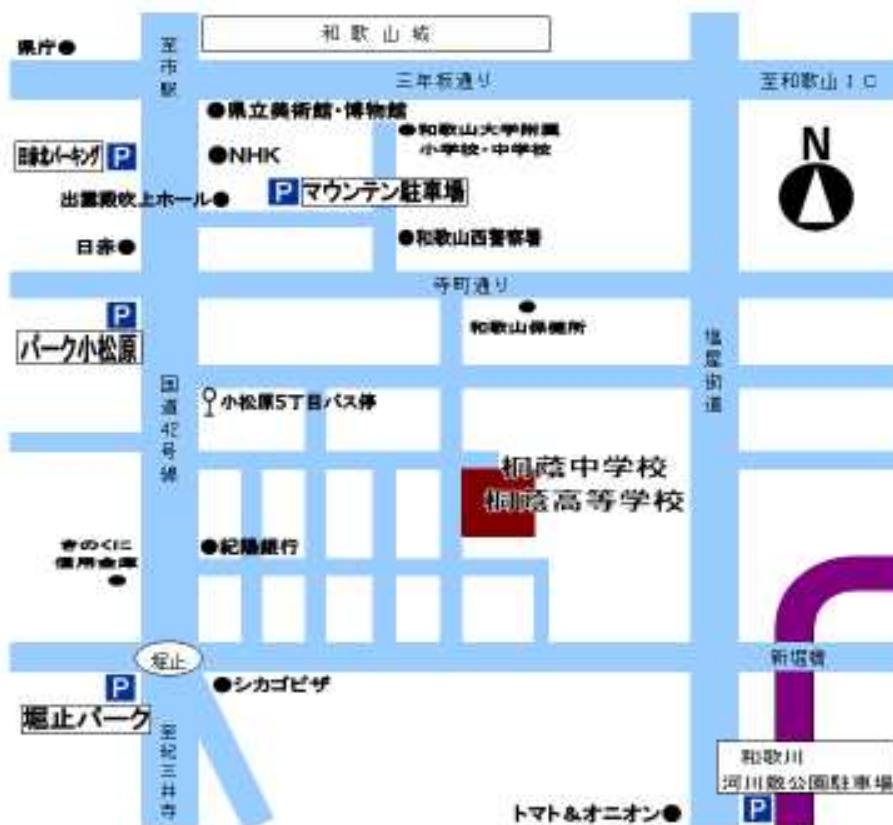 和歌山城
県庁
至市駅
三年坂通り
至和歌山IC
県立美術館・博物館
和歌山大学附属
小学校・中学校
N
日赤北パーキング
P
NHK
P
マウンテン駐車場
出雲殿吹上ホール
日赤
和歌山西警察署
寺町通り
P
パーク小松原
和歌山保健所
塩屋街道
国道42号線
小松原5丁目バス停
桐蔭中学校
桐蔭高等学校
きのくに
信用金庫
紀陽銀行
堀止
新堀橋
P
堀止パーク
シカゴピザ
至紀三井寺
和歌川
河川敷公園駐車場
P
トマト&オニオン